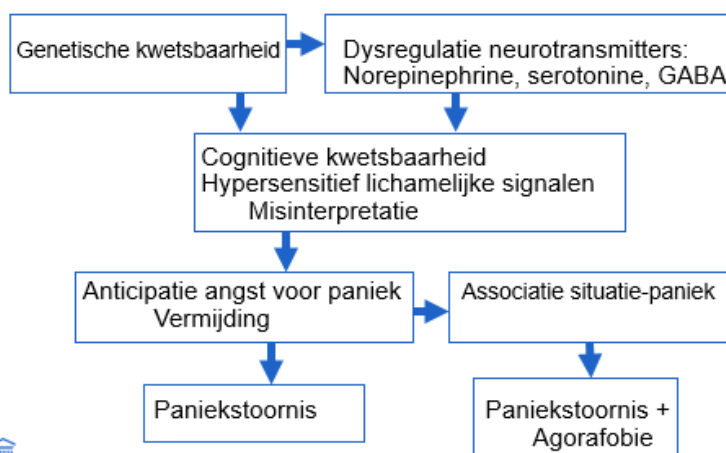 Genetische kwetsbaarheid
Dysregulatie neurotransmitters:
Norepinephrine, serotonine, GABA
Cognitieve kwetsbaarheid
Hypersensitief lichamelijke signalen
Misinterpretatie
Anticipatie angst voor paniek
Vermijding
Associatie situatie-paniek
Paniekstoornis
Paniekstoornis +
Agorafobie